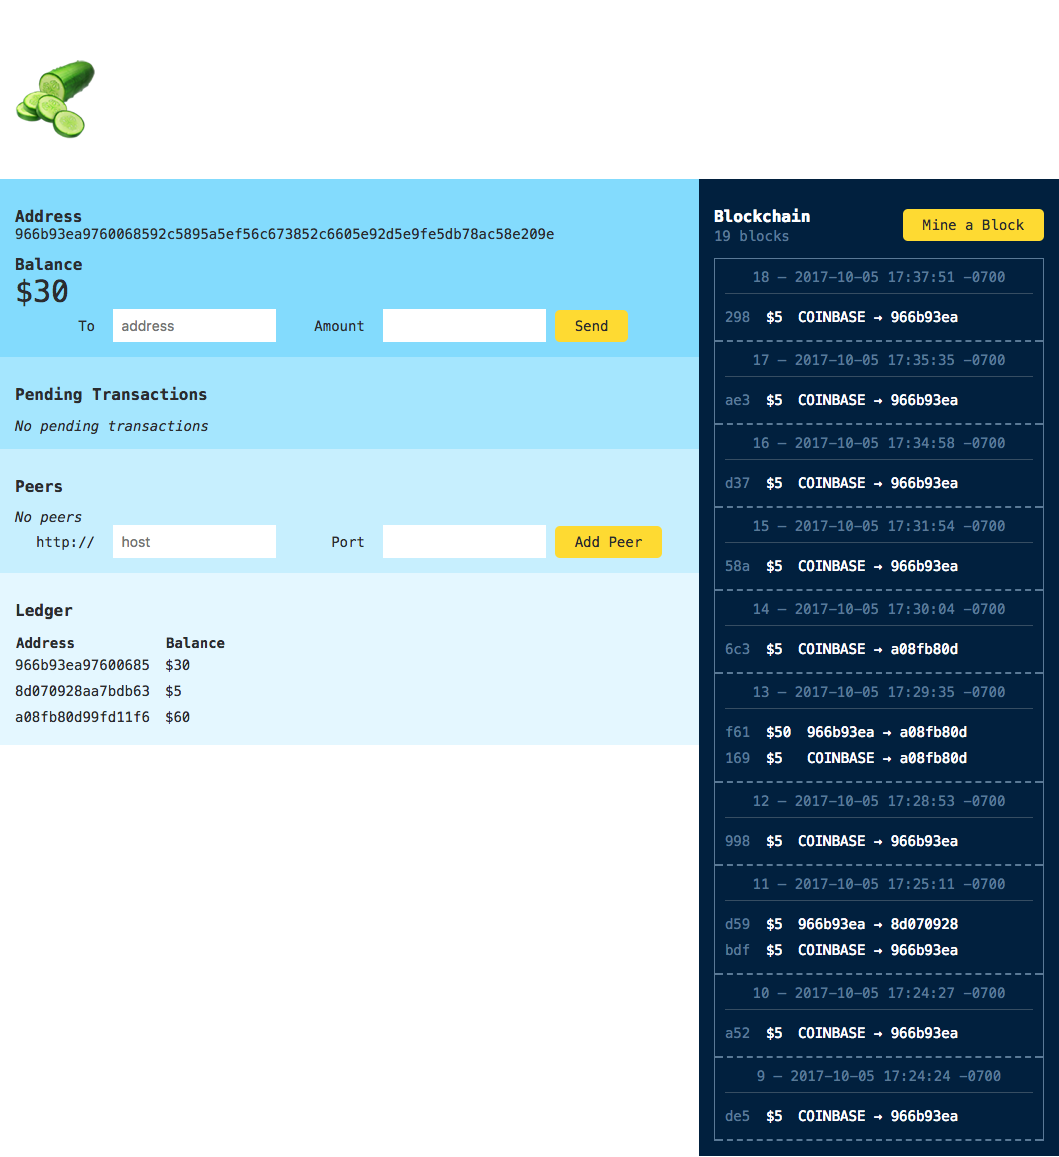 Address
966b93ea9760068592c5895a5ef56c673852c6605e92d5e9fe5db78ac58e209e
Balance
$30
To address Amount Send
Pending Transactions
No pending transactions
Peers
No peers
http:// host Port Add Peer
Ledger
Address Balance
966b93ea97600685 $30
8d070928aa7bdb63 $5
a08fb80d99fd11f6 $60
Blockchain
19 blocks
Mine a Block
18 — 2017-10-05 17:37:51 -0700
298 $5 COINBASE → 966b93ea
17 — 2017-10-05 17:35:35 -0700
ae3 $5 COINBASE → 966b93ea
16 — 2017-10-05 17:34:58 -0700
d37 $5 COINBASE → 966b93ea
15 — 2017-10-05 17:31:54 -0700
58a $5 COINBASE → 966b93ea
14 — 2017-10-05 17:30:04 -0700
6c3 $5 COINBASE → a08fb80d
13 — 2017-10-05 17:29:35 -0700
f61 $50 966b93ea → a08fb80d
169 $5 COINBASE → a08fb80d
12 — 2017-10-05 17:28:53 -0700
998 $5 COINBASE → 966b93ea
11 — 2017-10-05 17:25:11 -0700
d59 $5 966b93ea → 8d070928
bdf $5 COINBASE → 966b93ea
10 — 2017-10-05 17:24:27 -0700
a52 $5 COINBASE → 966b93ea
9 — 2017-10-05 17:24:24 -0700
de5 $5 COINBASE → 966b93ea